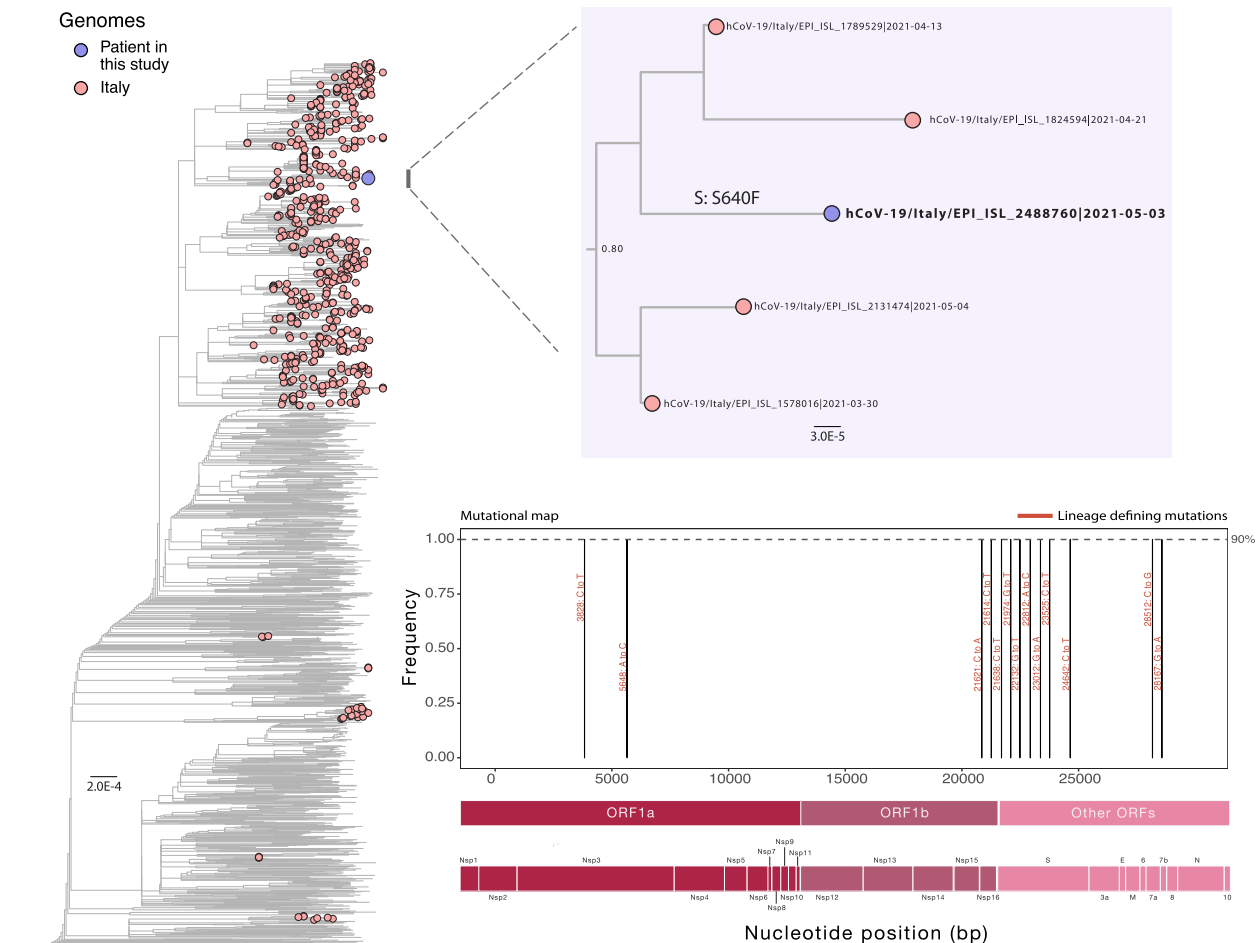 Genomes
Patient in
this study
Italy
hCoV-19/Italy/EPI_ISL_1789529|2021-04-13
hCoV-19/Italy/EPI_ISL_1824594|2021-04-21
S: S640F
hCoV-19/Italy/EPI_ISL_2488760|2021-05-03
0.80
hCoV-19/Italy/EPI_ISL_2131474|2021-05-04
hCoV-19/Italy/EPI_ISL_1578016|2021-03-30
3.0E-5
2.0E-4
Mutational map
Lineage defining mutations
90%
Frequency
1.00
0.75
0.50
0.25
0.00
3828: C to T
5648: A to C
21621: C to A
21614: C to T
21638: C to T
21974: G to T
22132: G to T
22812: A to C
23012: G to A
23525: C to T
24642: C to T
28512: C to G
28167: G to A
0 5000 10000 15000 20000 25000
ORF1a ORF1b Other ORFs
Nsp9
Nsp7 Nsp11
Nsp1 Nsp3 Nsp5 Nsp13 Nsp15 S E 6 7b N
Nsp2 Nsp4 Nsp6 Nsp10 Nsp12 Nsp14 Nsp16 3a M 7a 8 10
Nsp8
Nucleotide position (bp)